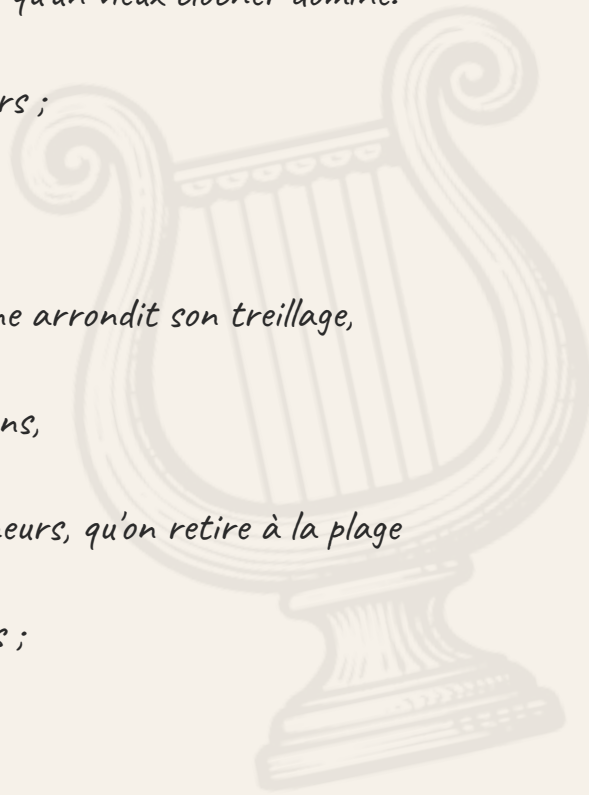 qu'un vieux clocher domine.
rs ;
ne arrondit son treillage,
ns,
eurs, qu'on retire à la plage
s ;